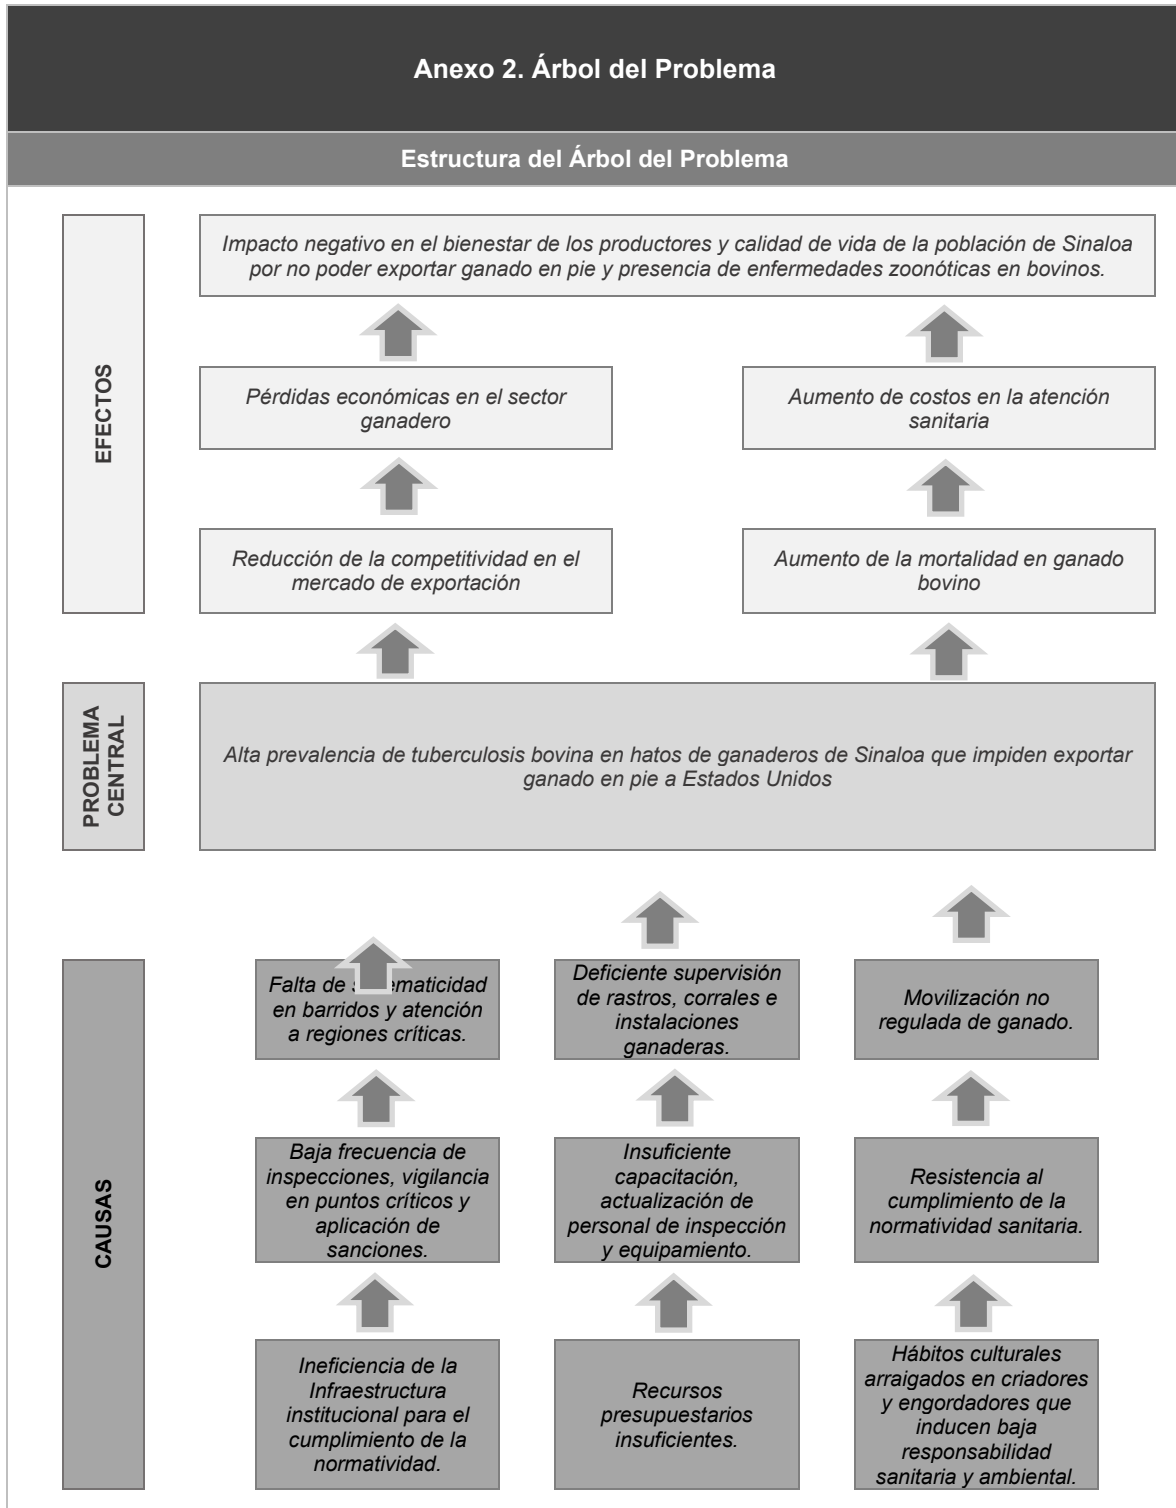 Anexo 2. Árbol del Problema
Estructura del Árbol del Problema
EFECTOS
Impacto negativo en el bienestar de los productores y calidad de vida de la población de Sinaloa
por no poder exportar ganado en pie y presencia de enfermedades zoonóticas en bovinos.
Pérdidas económicas en el sector
ganadero
Aumento de costos en la atención
sanitaria
Reducción de la competitividad en el
mercado de exportación
Aumento de la mortalidad en ganado
bovino
PROBLEMA
CENTRAL
Alta prevalencia de tuberculosis bovina en hatos de ganaderos de Sinaloa que impiden exportar
ganado en pie a Estados Unidos
CAUSAS
Falta de
en barridos y atención
a regiones críticas.
Deficiente supervisión
de rastros, corrales e
instalaciones
ganaderas.
Movilización no
regulada de ganado.
Baja frecuencia de
inspecciones, vigilancia
en puntos críticos y
aplicación de
sanciones.
Insuficiente
capacitación,
actualización de
personal de inspección
y equipamiento.
Resistencia al
cumplimiento de la
normatividad sanitaria.
Ineficiencia de la
Infraestructura
institucional para el
cumplimiento de la
normatividad.
Recursos
presupuestarios
insuficientes.
Hábitos culturales
arraigados en criadores
y engordadores que
inducen baja
responsabilidad
sanitaria y ambiental.